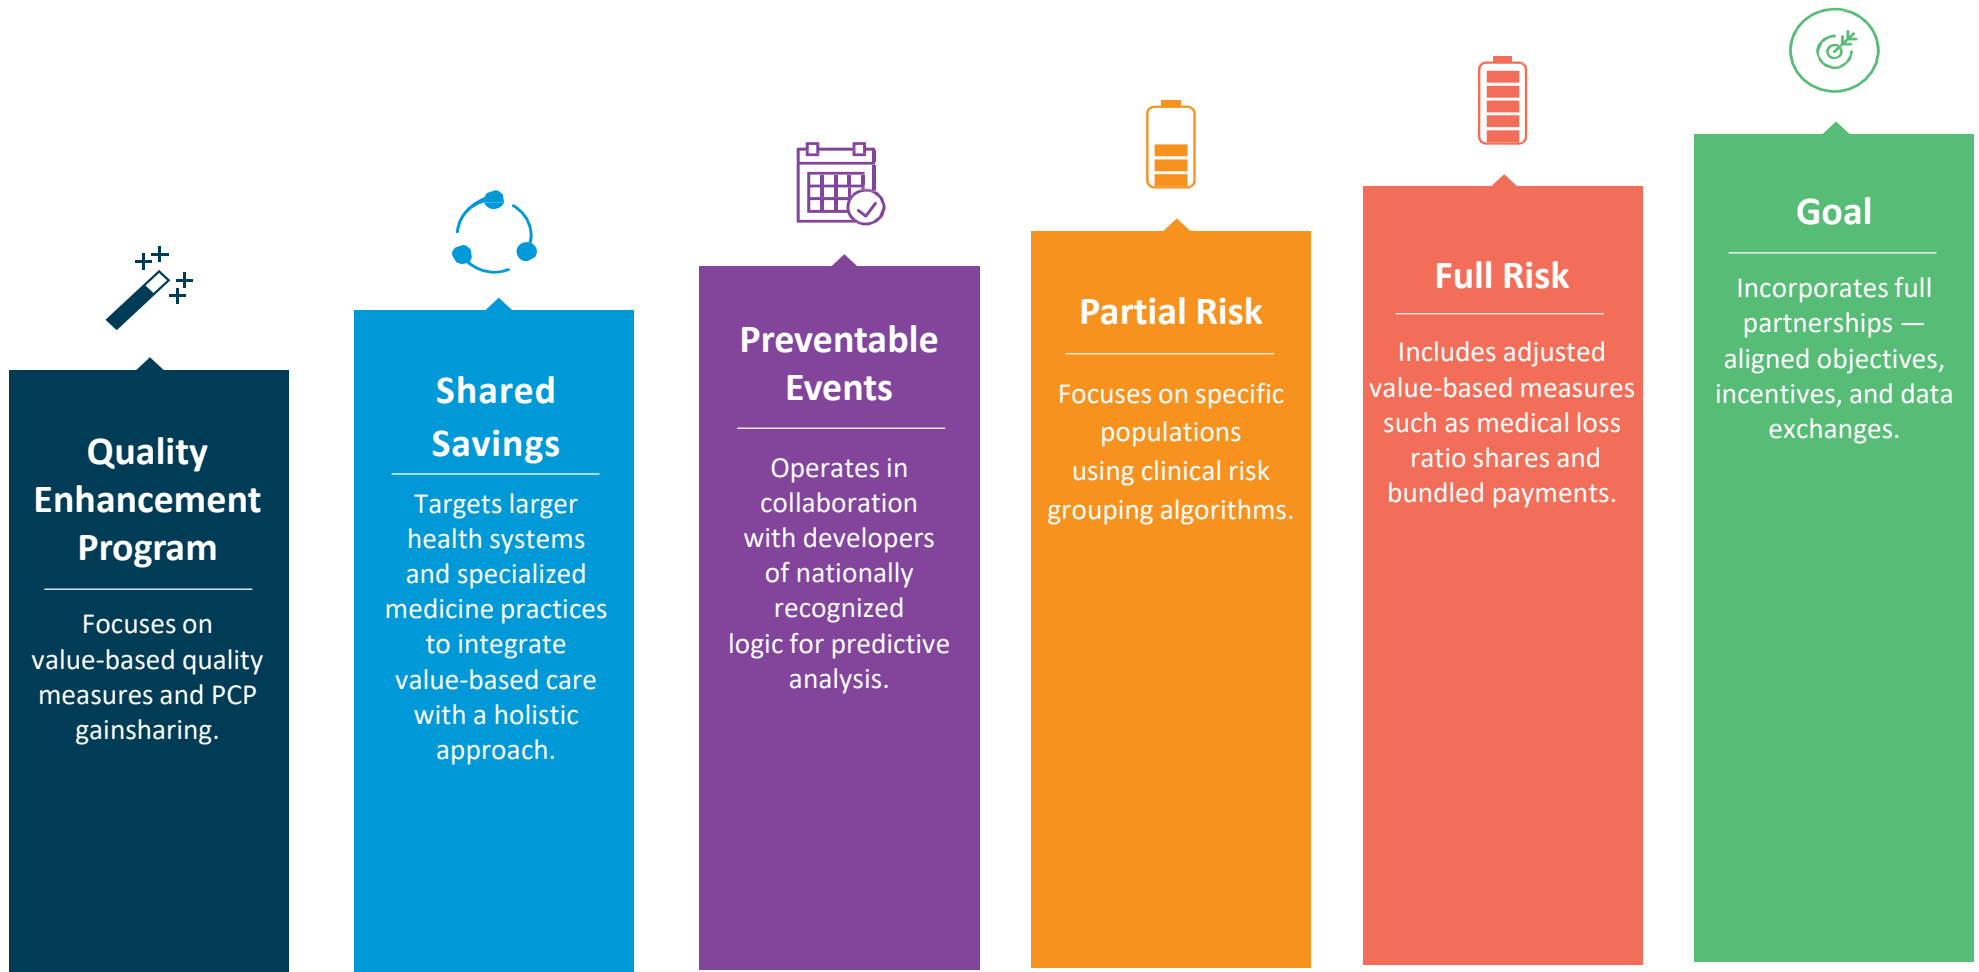 Quality
Enhancement
Program
Focuses on
value-based quality
measures and PCP
gainsharing.
Shared
Savings
Targets larger
health systems
and specialized
medicine practices
to integrate
value-based care
with a holistic
approach.
Preventable
Events
Operates in
collaboration
with developers
of nationally
recognized
logic for predictive
analysis.
Partial Risk
Focuses on specific
populations
using clinical risk
grouping algorithms.
Full Risk
Includes adjusted
value-based measures
such as medical loss
ratio shares and
bundled payments.
Goal
Incorporates full
partnerships —
aligned objectives,
incentives, and data
exchanges.